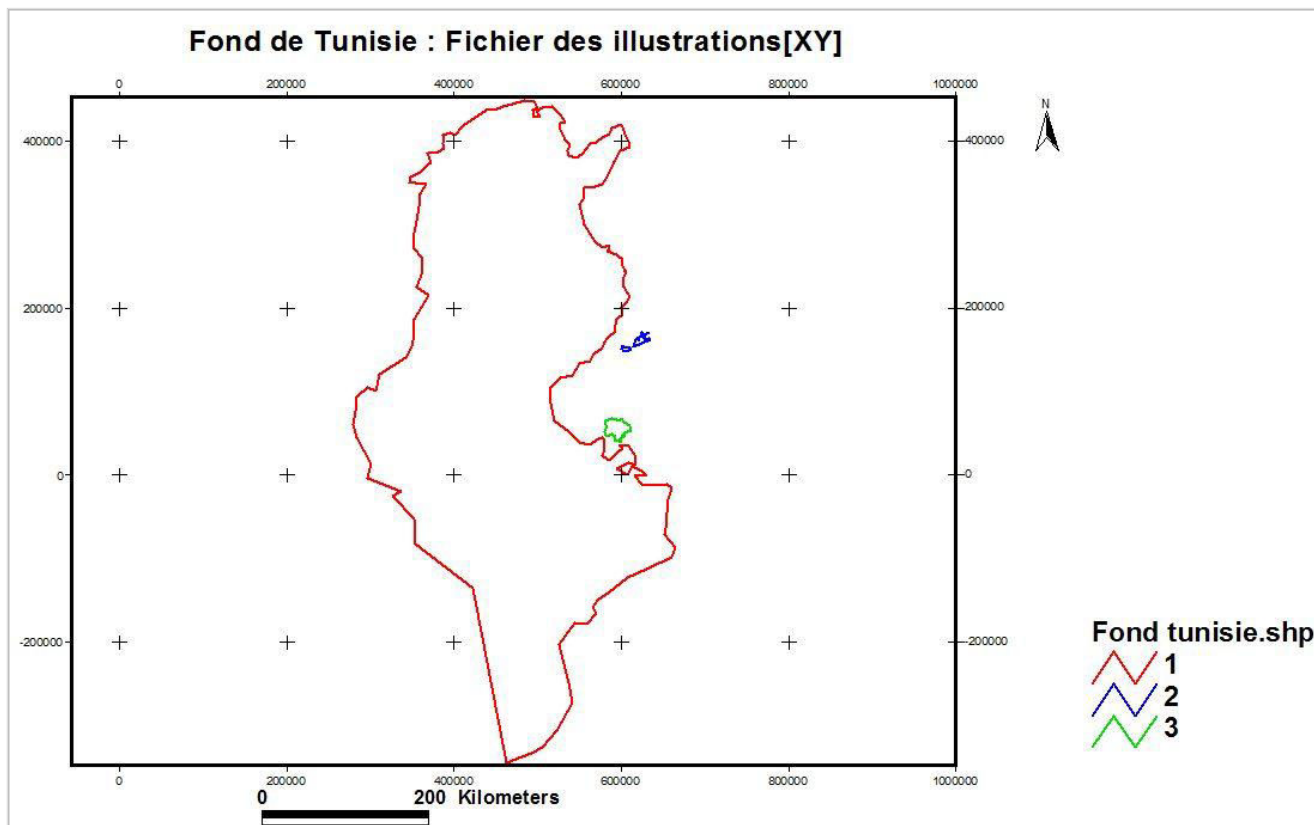 Fond de Tunisie : Fichier des illustrations[XY]
0 200000 400000 600000 800000 1000000
N
400000 400000
200000 200000
0 0
-200000 -200000
Fond tunisie.shp
1
2
3
0 200000 400000 600000 800000 1000000
0 200 Kilometers